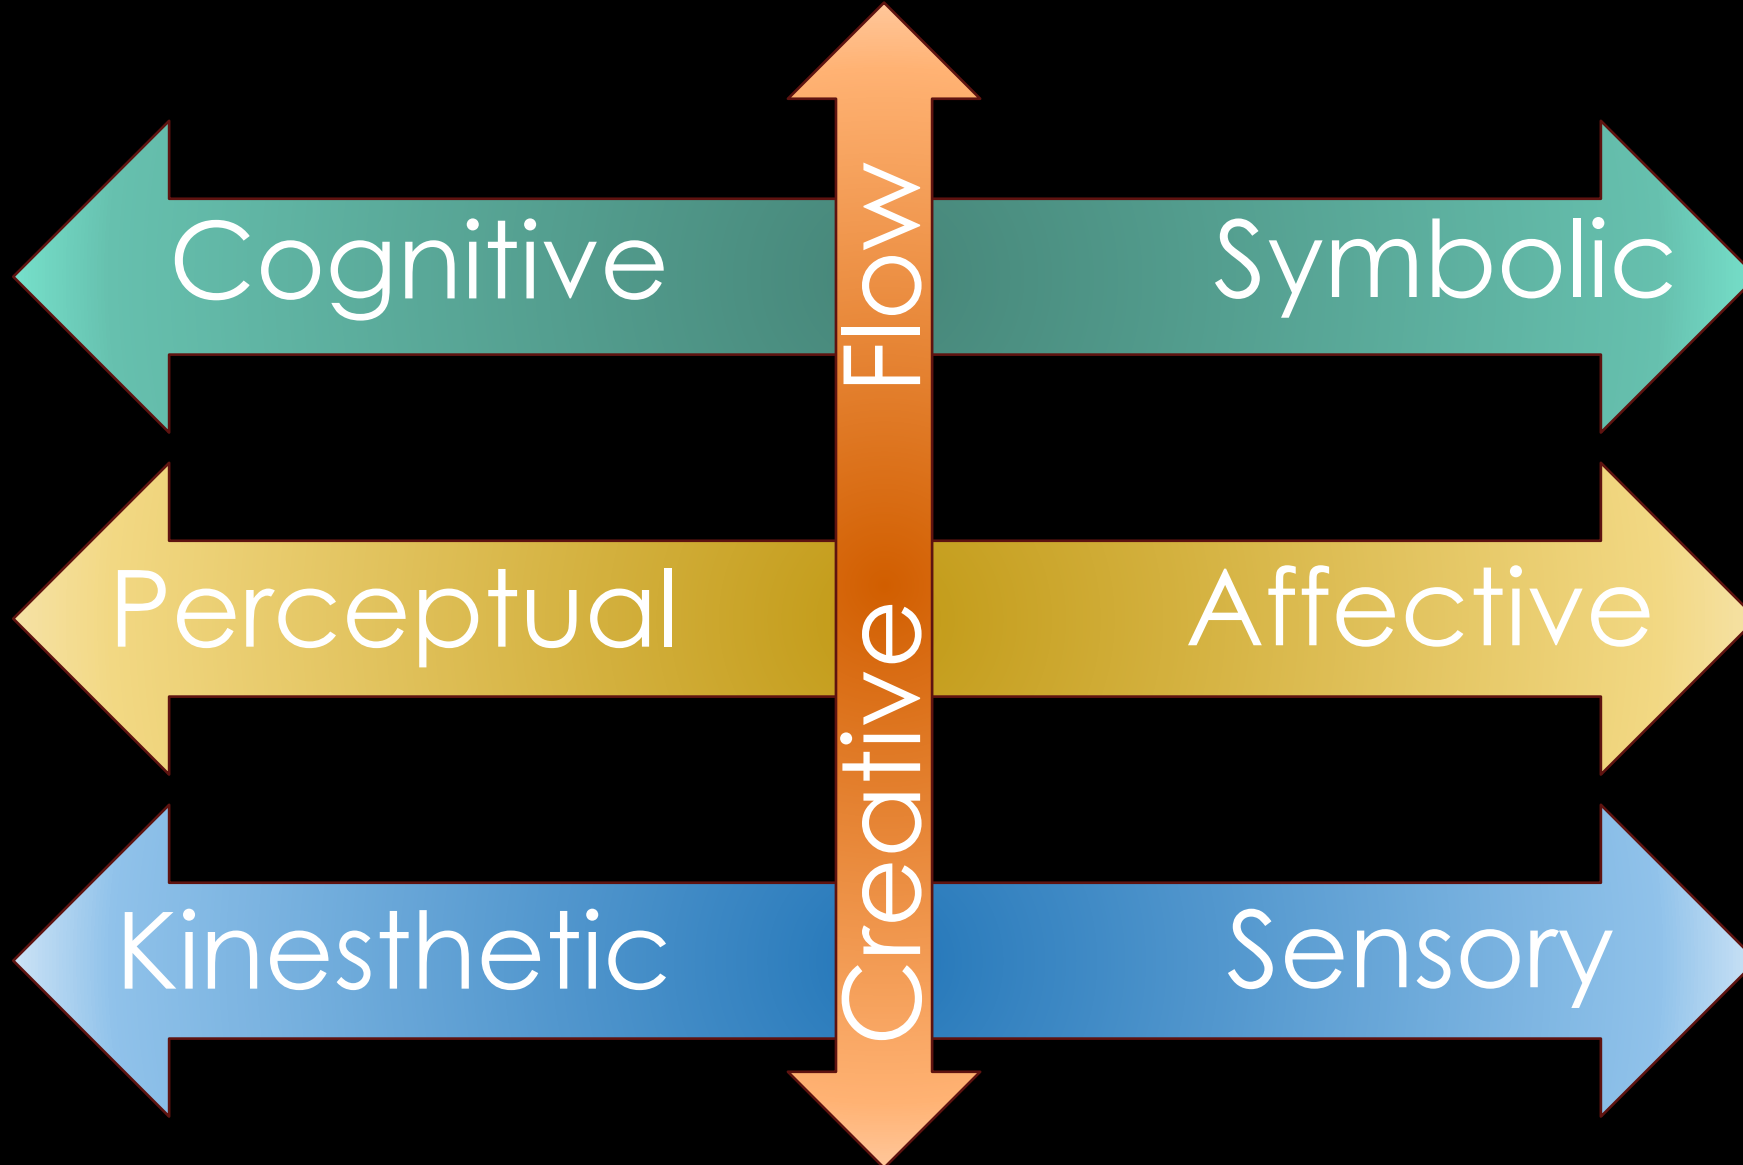 Cognitive
Symbolic
Perceptual
Affective
Kinesthetic
Sensory
Creative Flow